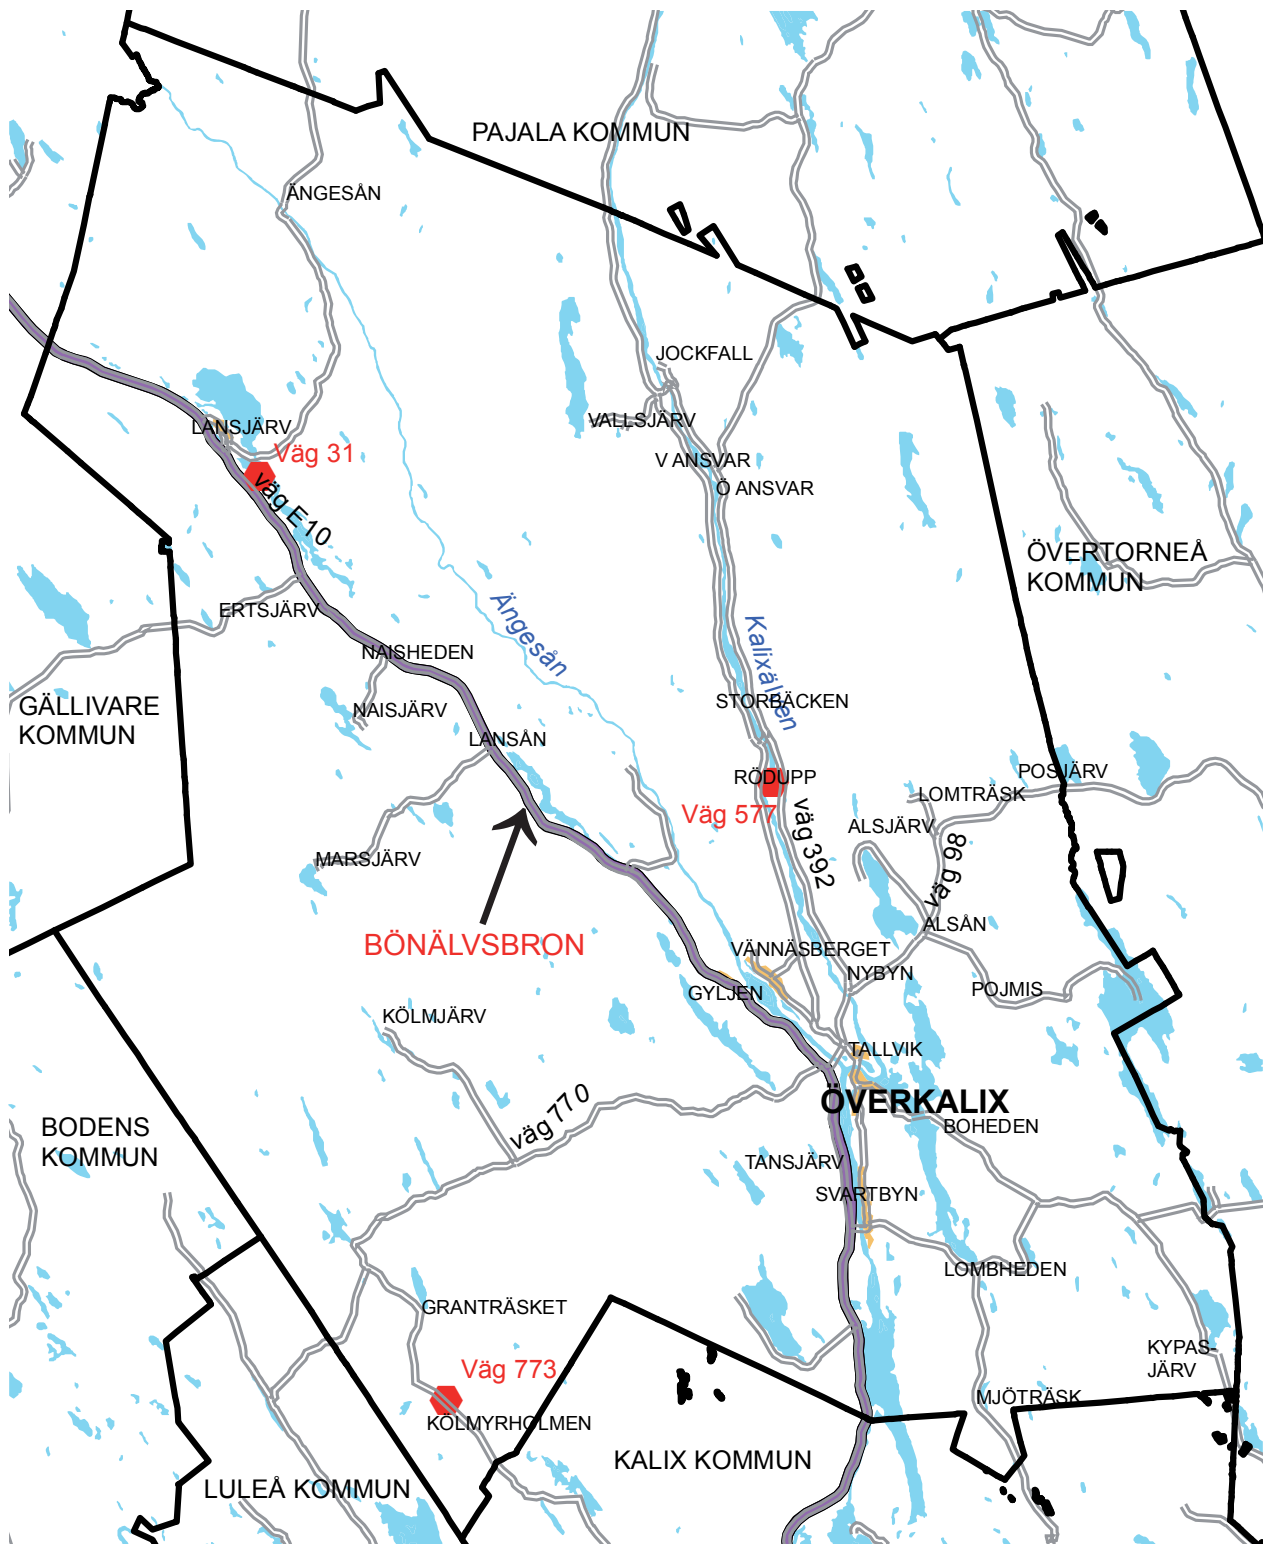 PAJALA KOMMUN
ÄNGESÅN
JOCKFALL
VALLSJÄRV
LANSJÄRV
Väg 31
V ANSVAR
Ö ANSVAR
väg E10
ÖVERTORNEÅ
KOMMUN
ERTSJÄRV
Ängesån
Kalixälven
NAISHEDEN
GÄLLIVARE
KOMMUN
NAISJÄRV
STORBÄCKEN
LANSÅN
RÖDUPP
POSJÄRV
LOMTRÄSK
Väg 577
väg 392
ALSJÄRV
väg 98
MARSJÄRV
ALSÅN
BÖNÄLVSBRON
VÄNNÄSBERGET
NYBYN
GYLJEN
POJMIS
KÖLMJÄRV
TALLVIK
ÖVERKALIX
väg 770
BOHEDEN
BODENS
KOMMUN
TANSJÄRV
SVARTBYN
LOMBHEDEN
GRANTRÄSKET
KYPAS-
JÄRV
Väg 773
MJÖTRÄSK
KÖLMYRHOLMEN
KALIX KOMMUN
LULEÅ KOMMUN